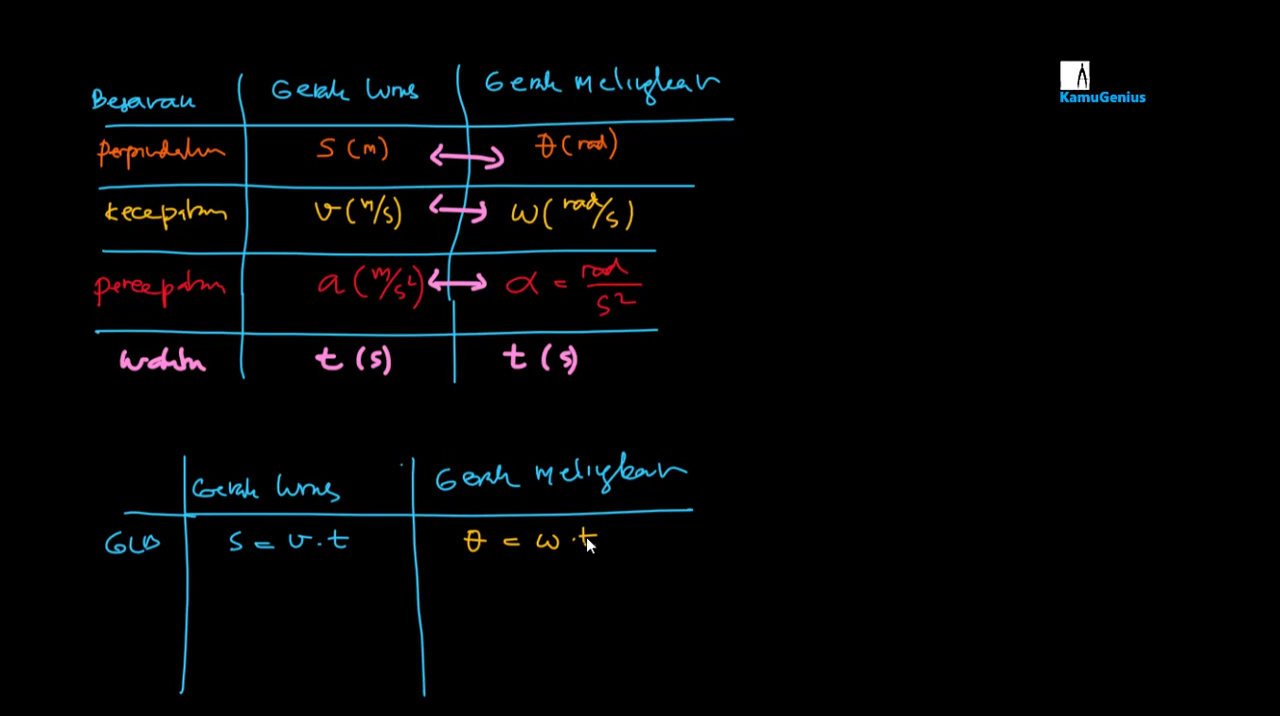 Besaran Gerak lurus Gerak Melingkar
perpindahan S (m) θ (rad)
kecepatan v (m/s) ω (rad/s)
percepatan a (m/s²) α = rad/s²
waktu t (s) t (s)
Gerak lurus Gerak Melingkar
GLB S = v . t θ = ω . t
KamuGenius